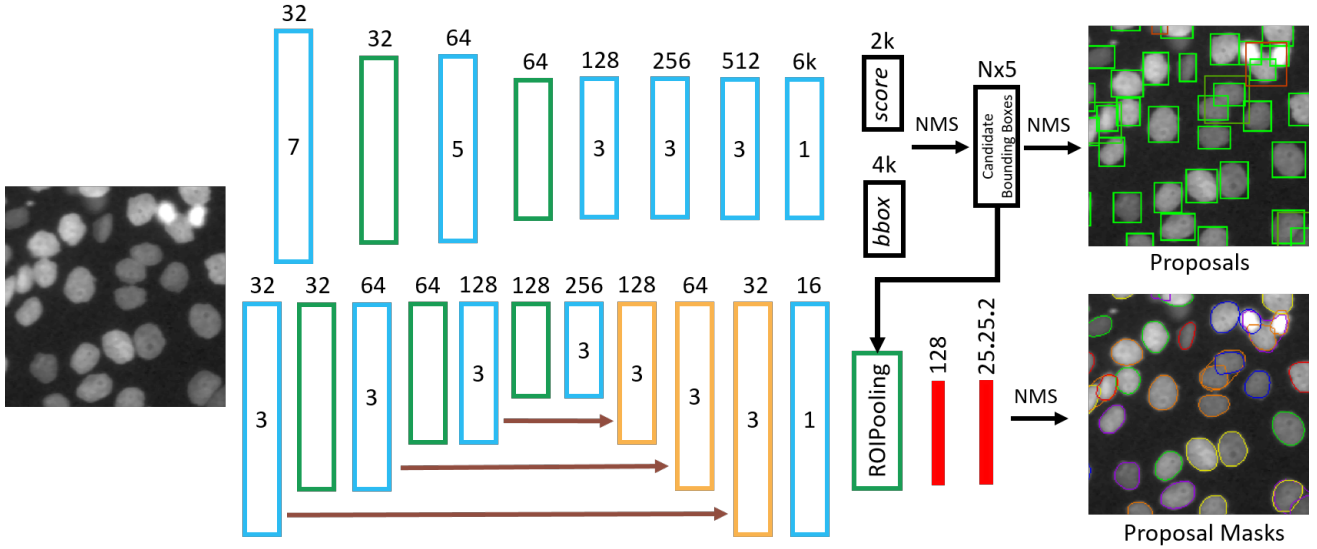 32
32
64
64
128
256
512
6k
7
5
3
3
3
1
2k
score
4k
bbox
NMS
Nx5
Candidate
Bounding Boxes
NMS
Proposals
32
32
64
64
128
128
256
128
64
32
16
3
3
3
3
3
3
3
1
ROIPooling
128
25.25.2
NMS
Proposal Masks